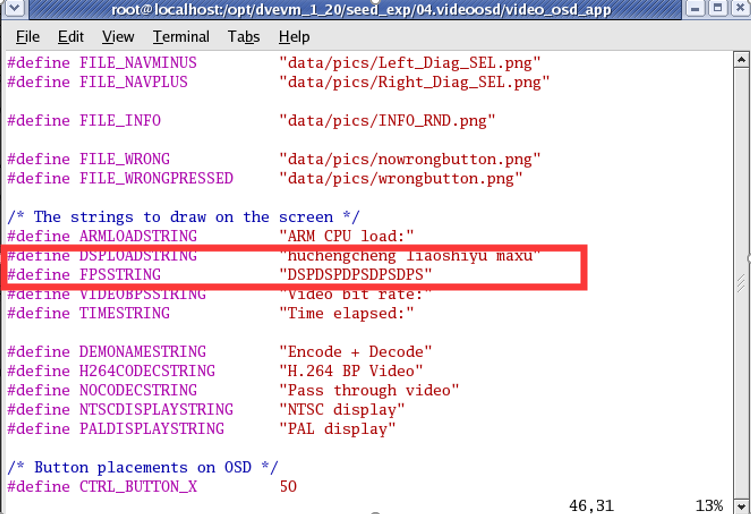 root@localhost:/opt/dvevm_1_20/seed_exp/04.videoosd/video_osd_app
File Edit View Terminal Tabs Help
#define FILE_NAVMINUS "data/pics/Left_Diag_SEL.png"
#define FILE_NAVPLUS "data/pics/Right_Diag_SEL.png"
#define FILE_INFO "data/pics/INFO_RND.png"
#define FILE_WRONG "data/pics/nowrongbutton.png"
#define FILE_WRONGPRESSED "data/pics/wrongbutton.png"
/* The strings to draw on the screen */
#define ARMLOADSTRING "ARM CPU load:"
#define DSPLOADSTRING "huchengcheng liaoshiyu maxu"
#define FPSSTRING "DSPDSPDPSDPSDPS"
#define VIDEOBPSSTRING "Video bit rate:"
#define TIMESTRING "Time elapsed:"
#define DEMONAMESTRING "Encode + Decode"
#define H264CODECSTRING "H.264 BP Video"
#define NOCODECSTRING "Pass through video"
#define NTSCDISPLAYSTRING "NTSC display"
#define PALDISPLAYSTRING "PAL display"
/* Button placements on OSD */
#define CTRL_BUTTON_X 50
46,31 13%